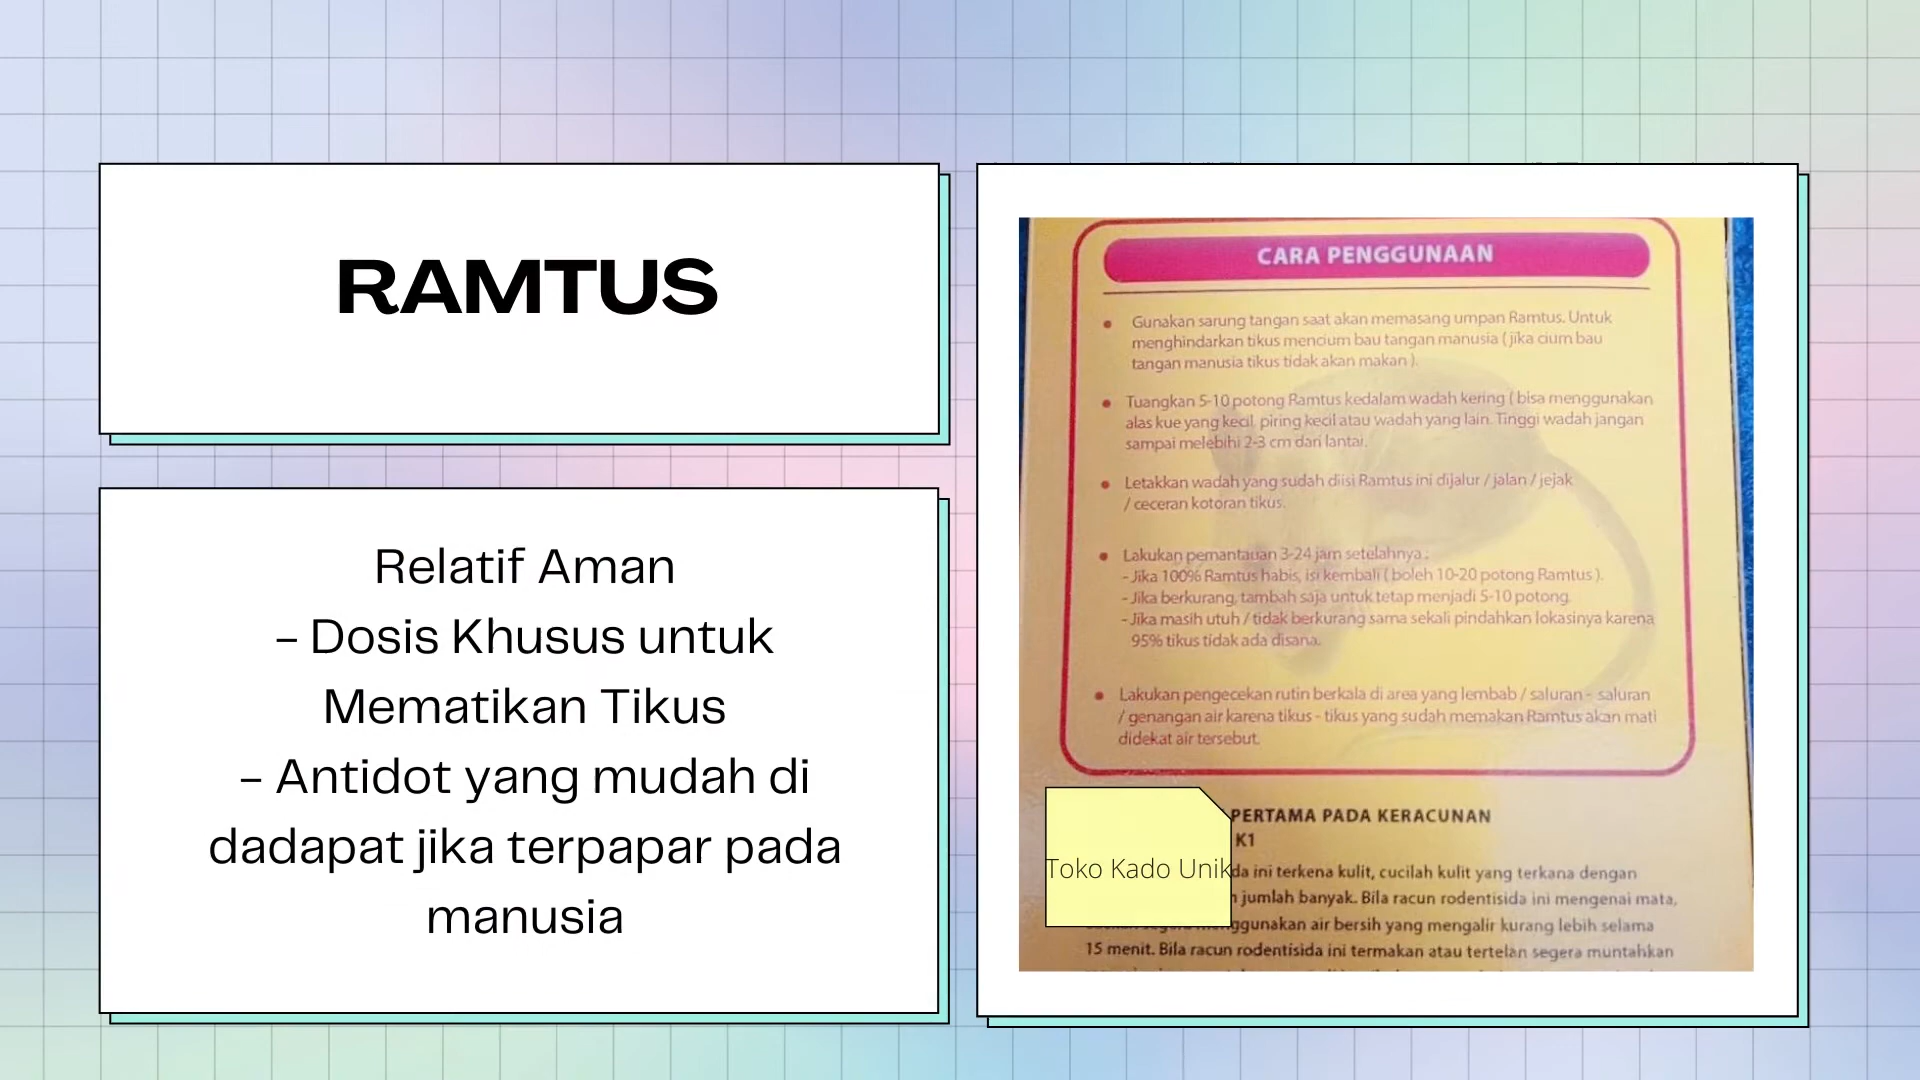 RAMTUS
Relatif Aman
- Dosis Khusus untuk
Mematikan Tikus
- Antidot yang mudah di
dadapat jika terpapar pada
manusia
CARA PENGGUNAAN
• Gunakan sarung tangan saat akan memasang umpan Ramtus. Untuk
menghindarkan tikus mencium bau tangan manusia ( jika cium bau
tangan manusia tikus tidak akan makan ).
• Tuangkan 5-10 potong Ramtus kedalam wadah kering ( bisa menggunakan
alas kue yang kecil, piring kecil atau wadah yang lain. Tinggi wadah jangan
sampai melebihi 2-3 cm dari lantai.
• Letakkan wadah yang sudah diisi Ramtus ini dijalur / jalan / jejak
/ ceceran kotoran tikus.
• Lakukan pemantauan 3-24 jam setelahnya :
- Jika 100% Ramtus habis, isi kembali ( boleh 10-20 potong Ramtus ).
- Jika berkurang, tambah saja untuk tetap menjadi 5-10 potong.
- Jika masih utuh / tidak berkurang sama sekali pindahkan lokasinya karena
95% tikus tidak ada disana.
• Lakukan pengecekan rutin berkala di area yang lembab / saluran - saluran
/ genangan air karena tikus - tikus yang sudah memakan Ramtus akan mati
didekat air tersebut.
PERTAMA PADA KERACUNAN
K1
Toko Kado Unik
ini terkena kulit, cucilah kulit yang terkana dengan
jumlah banyak. Bila racun rodentisida ini mengenai mata,
air bersih yang mengalir kurang lebih selama
15 menit. Bila racun rodentisida ini termakan atau tertelan segera muntahkan